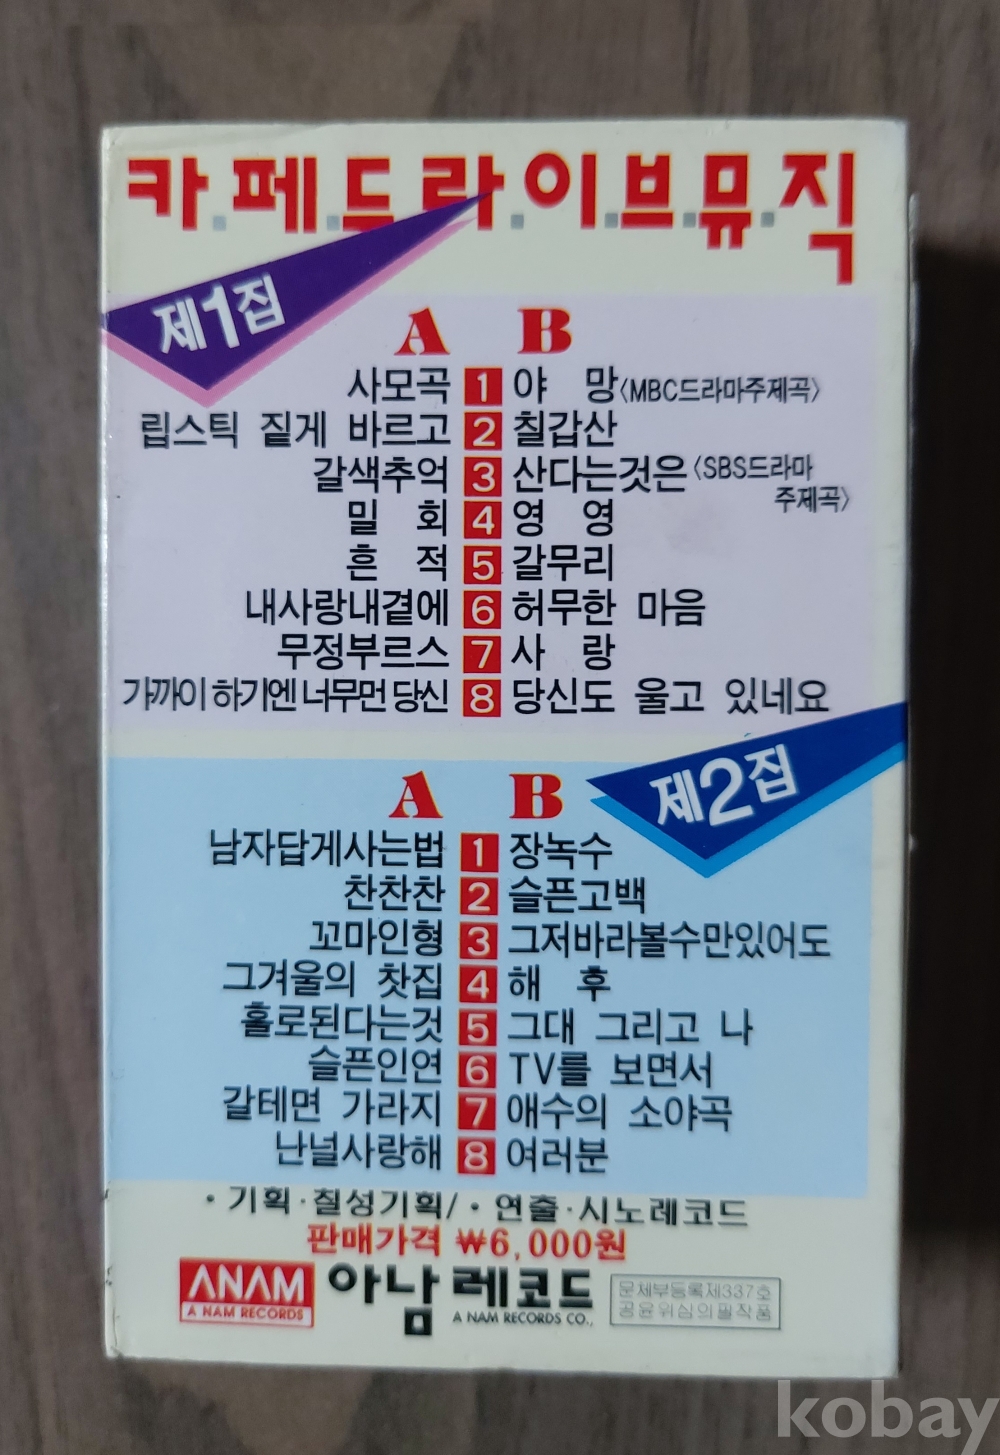 카.페.드.라.이.브.뮤.직
제1집
A B
사모곡 1 야 망〈MBC드라마주제곡〉
립스틱 짙게 바르고 2 칠갑산
갈색추억 3 산다는것은〈SBS드라마
주제곡〉
밀 회 4 영 영
흔 적 5 갈무리
내사랑내곁에 6 허무한 마음
무정부르스 7 사 랑
가까이 하기엔 너무먼 당신 8 당신도 울고 있네요
제2집
A B
남자답게사는법 1 장녹수
찬찬찬 2 슬픈고백
꼬마인형 3 그저바라볼수만있어도
그겨울의 찻집 4 해 후
홀로된다는것 5 그대 그리고 나
슬픈인연 6 TV를 보면서
갈테면 가라지 7 애수의 소야곡
난널사랑해 8 여러분
·기획·칠성기획/·연출·시노레코드
판매가격 ₩6,000원
ANAM
A NAM RECORDS
아남레코드
A NAM RECORDS CO.,
문체부등록제337호
공윤위심의필작품
kobay